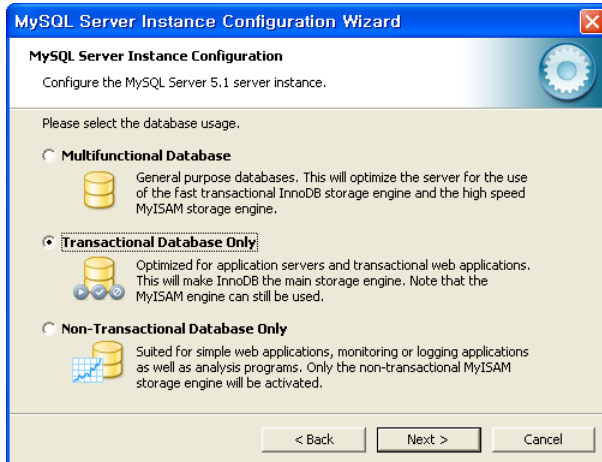 MySQL Server Instance Configuration Wizard
MySQL Server Instance Configuration
Configure the MySQL Server 5.1 server instance.
Please select the database usage.
Multifunctional Database
General purpose databases. This will optimize the server for the use
of the fast transactional InnoDB storage engine and the high speed
MyISAM storage engine.
Transactional Database Only
Optimized for application servers and transactional web applications.
This will make InnoDB the main storage engine. Note that the
MyISAM engine can still be used.
Non-Transactional Database Only
Suited for simple web applications, monitoring or logging applications
as well as analysis programs. Only the non-transactional MyISAM
storage engine will be activated.
< Back Next > Cancel